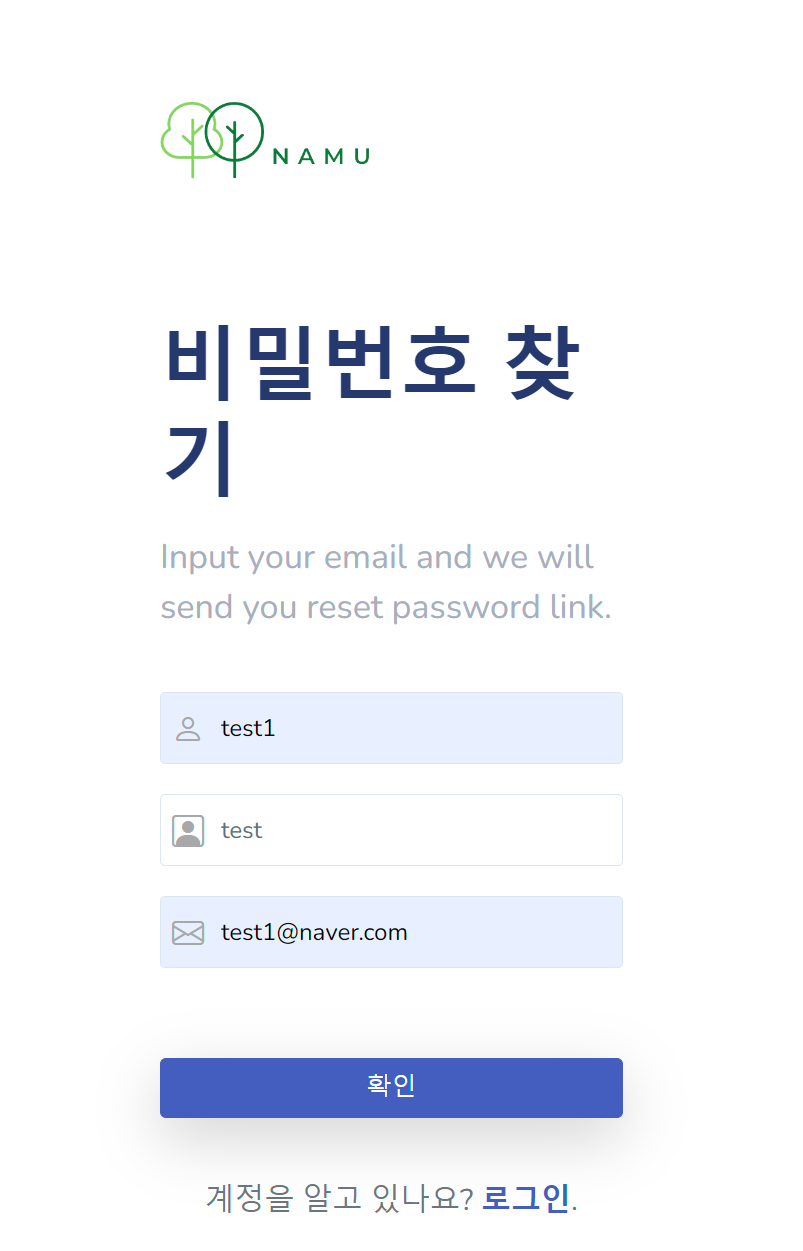 NAMU
비밀번호 찾
기
Input your email and we will
send you reset password link.
test1
test
test1@naver.com
확인
계정을 알고 있나요? 로그인.